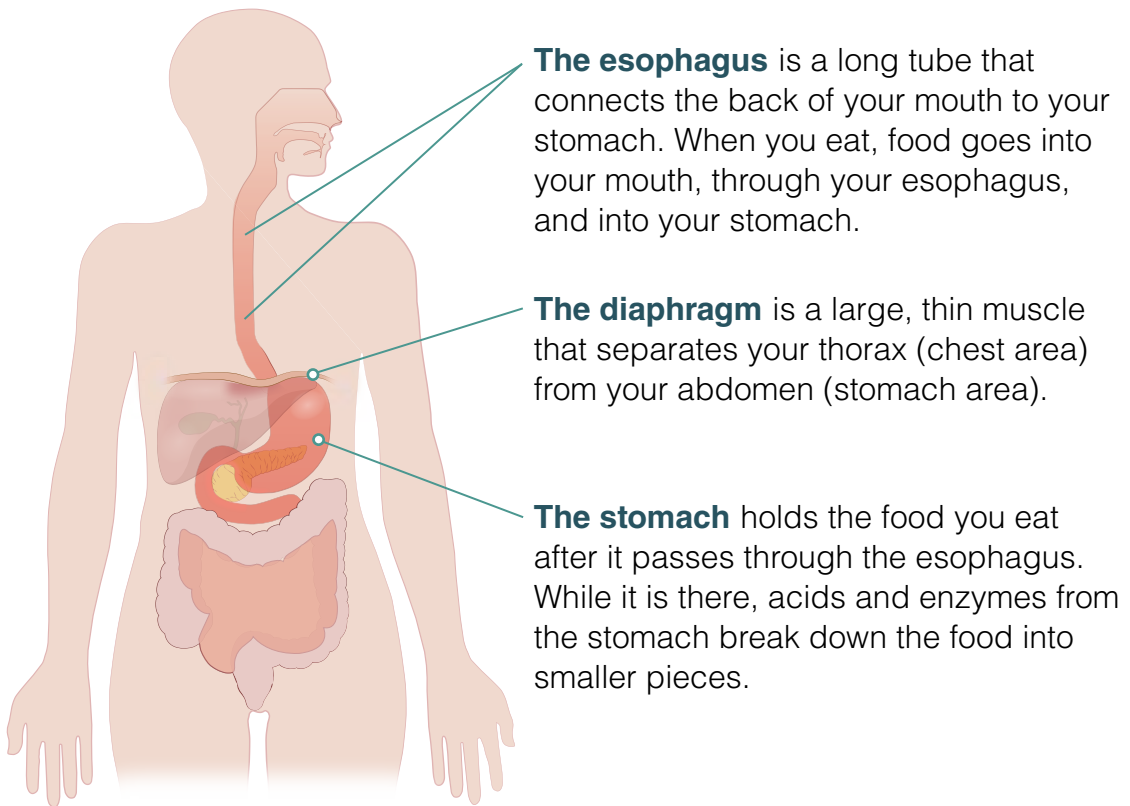 The esophagus is a long tube that
connects the back of your mouth to your
stomach. When you eat, food goes into
your mouth, through your esophagus,
and into your stomach.
The diaphragm is a large, thin muscle
that separates your thorax (chest area)
from your abdomen (stomach area).
The stomach holds the food you eat
after it passes through the esophagus.
While it is there, acids and enzymes from
the stomach break down the food into
smaller pieces.